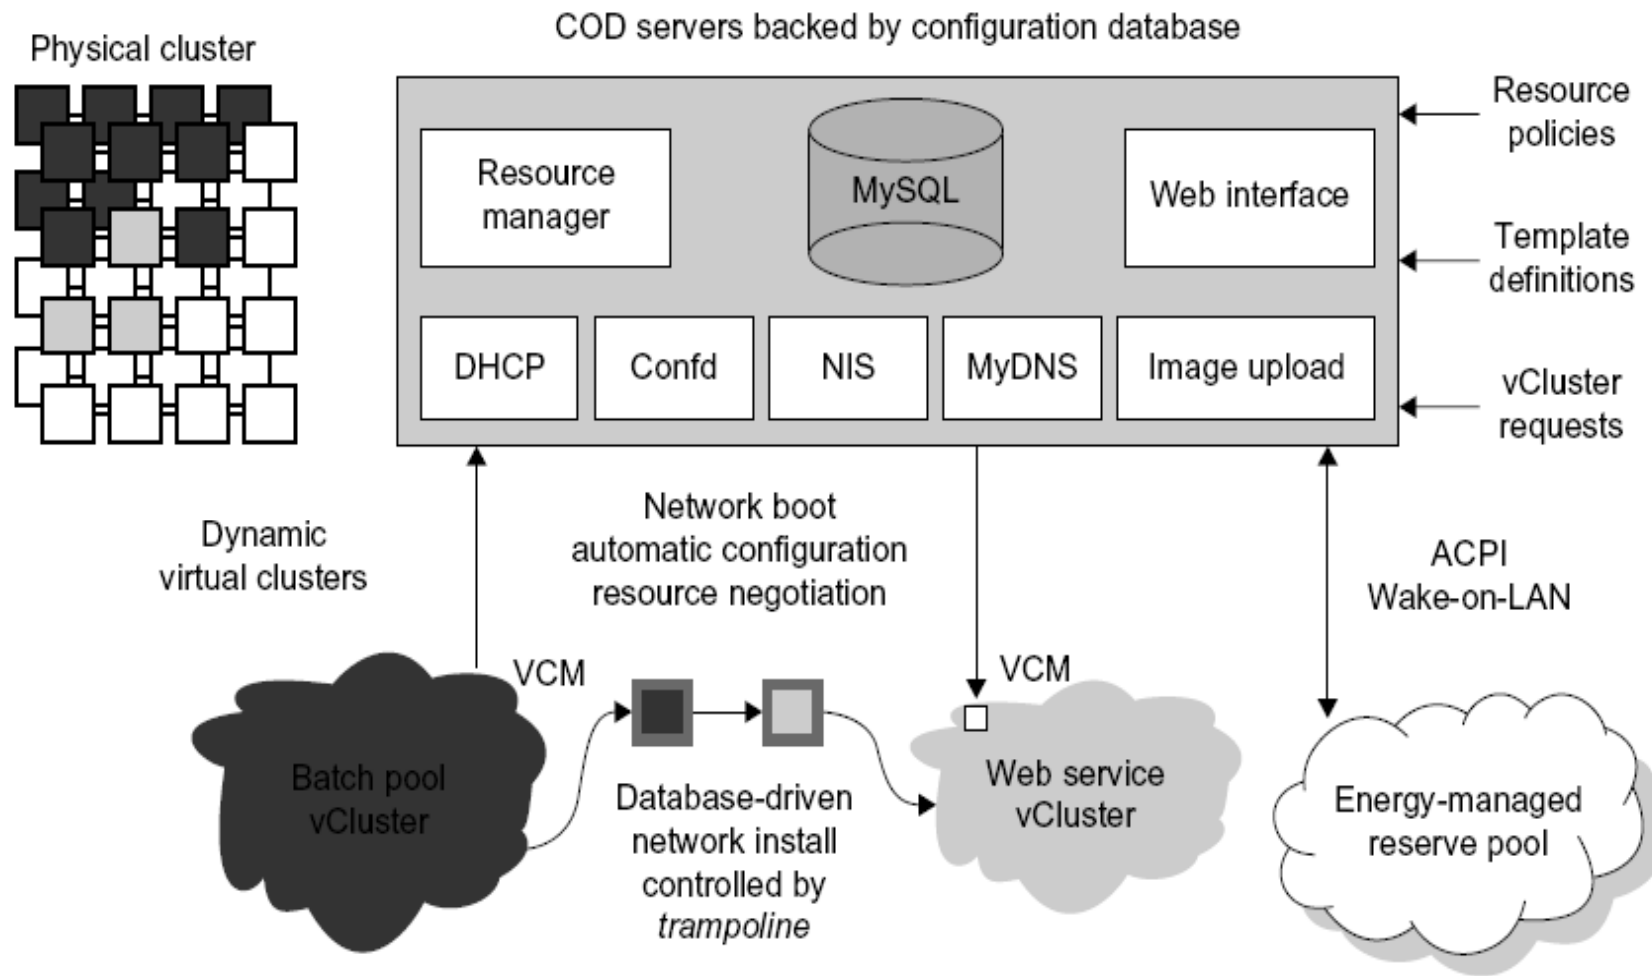 COD servers backed by configuration database
Physical cluster
Resource
manager
MySQL
Web interface
DHCP
Confd
NIS
MyDNS
Image upload
Resource
policies
Template
definitions
vCluster
requests
Dynamic
virtual clusters
Network boot
automatic configuration
resource negotiation
ACPI
Wake-on-LAN
VCM
VCM
Batch pool
vCluster
Database-driven
network install
controlled by
trampoline
Web service
vCluster
Energy-managed
reserve pool